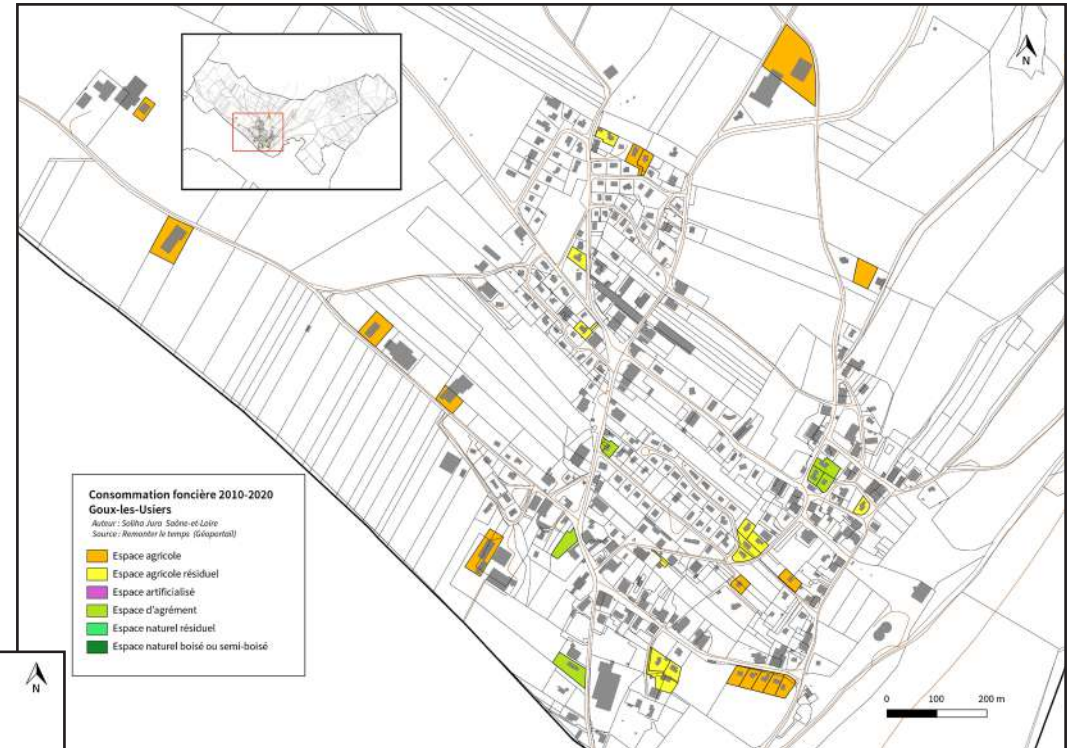 N
Consommation foncière 2010-2020
Goux-les-Usiers
Auteur : Soliha Jura Saône-et-Loire
Source : Remonter le temps (Géoportail)
Espace agricole
Espace agricole résiduel
Espace artificialisé
Espace d'agrément
Espace naturel résiduel
Espace naturel boisé ou semi-boisé
N
0 100 200 m